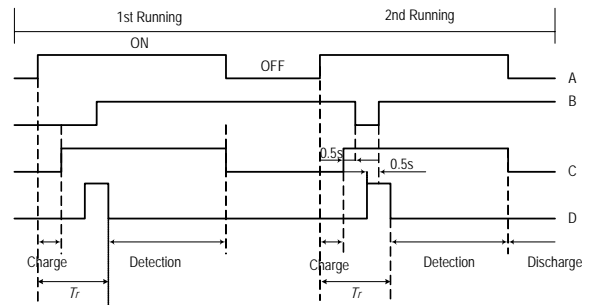 1st Running
2nd Running
ON
OFF
A
B
0.5s
0.5s
C
D
Charge
Detection
Charge
Detection
Discharge
Tr
Tr